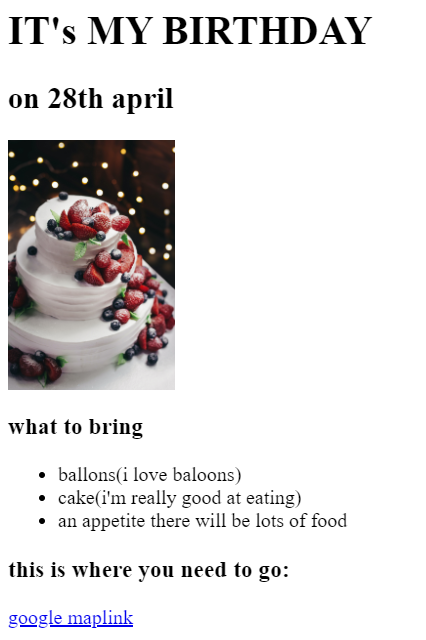 IT's MY BIRTHDAY
on 28th april
what to bring
ballons(i love baloons)
cake(i'm really good at eating)
an appetite there will be lots of food
this is where you need to go:
google maplink